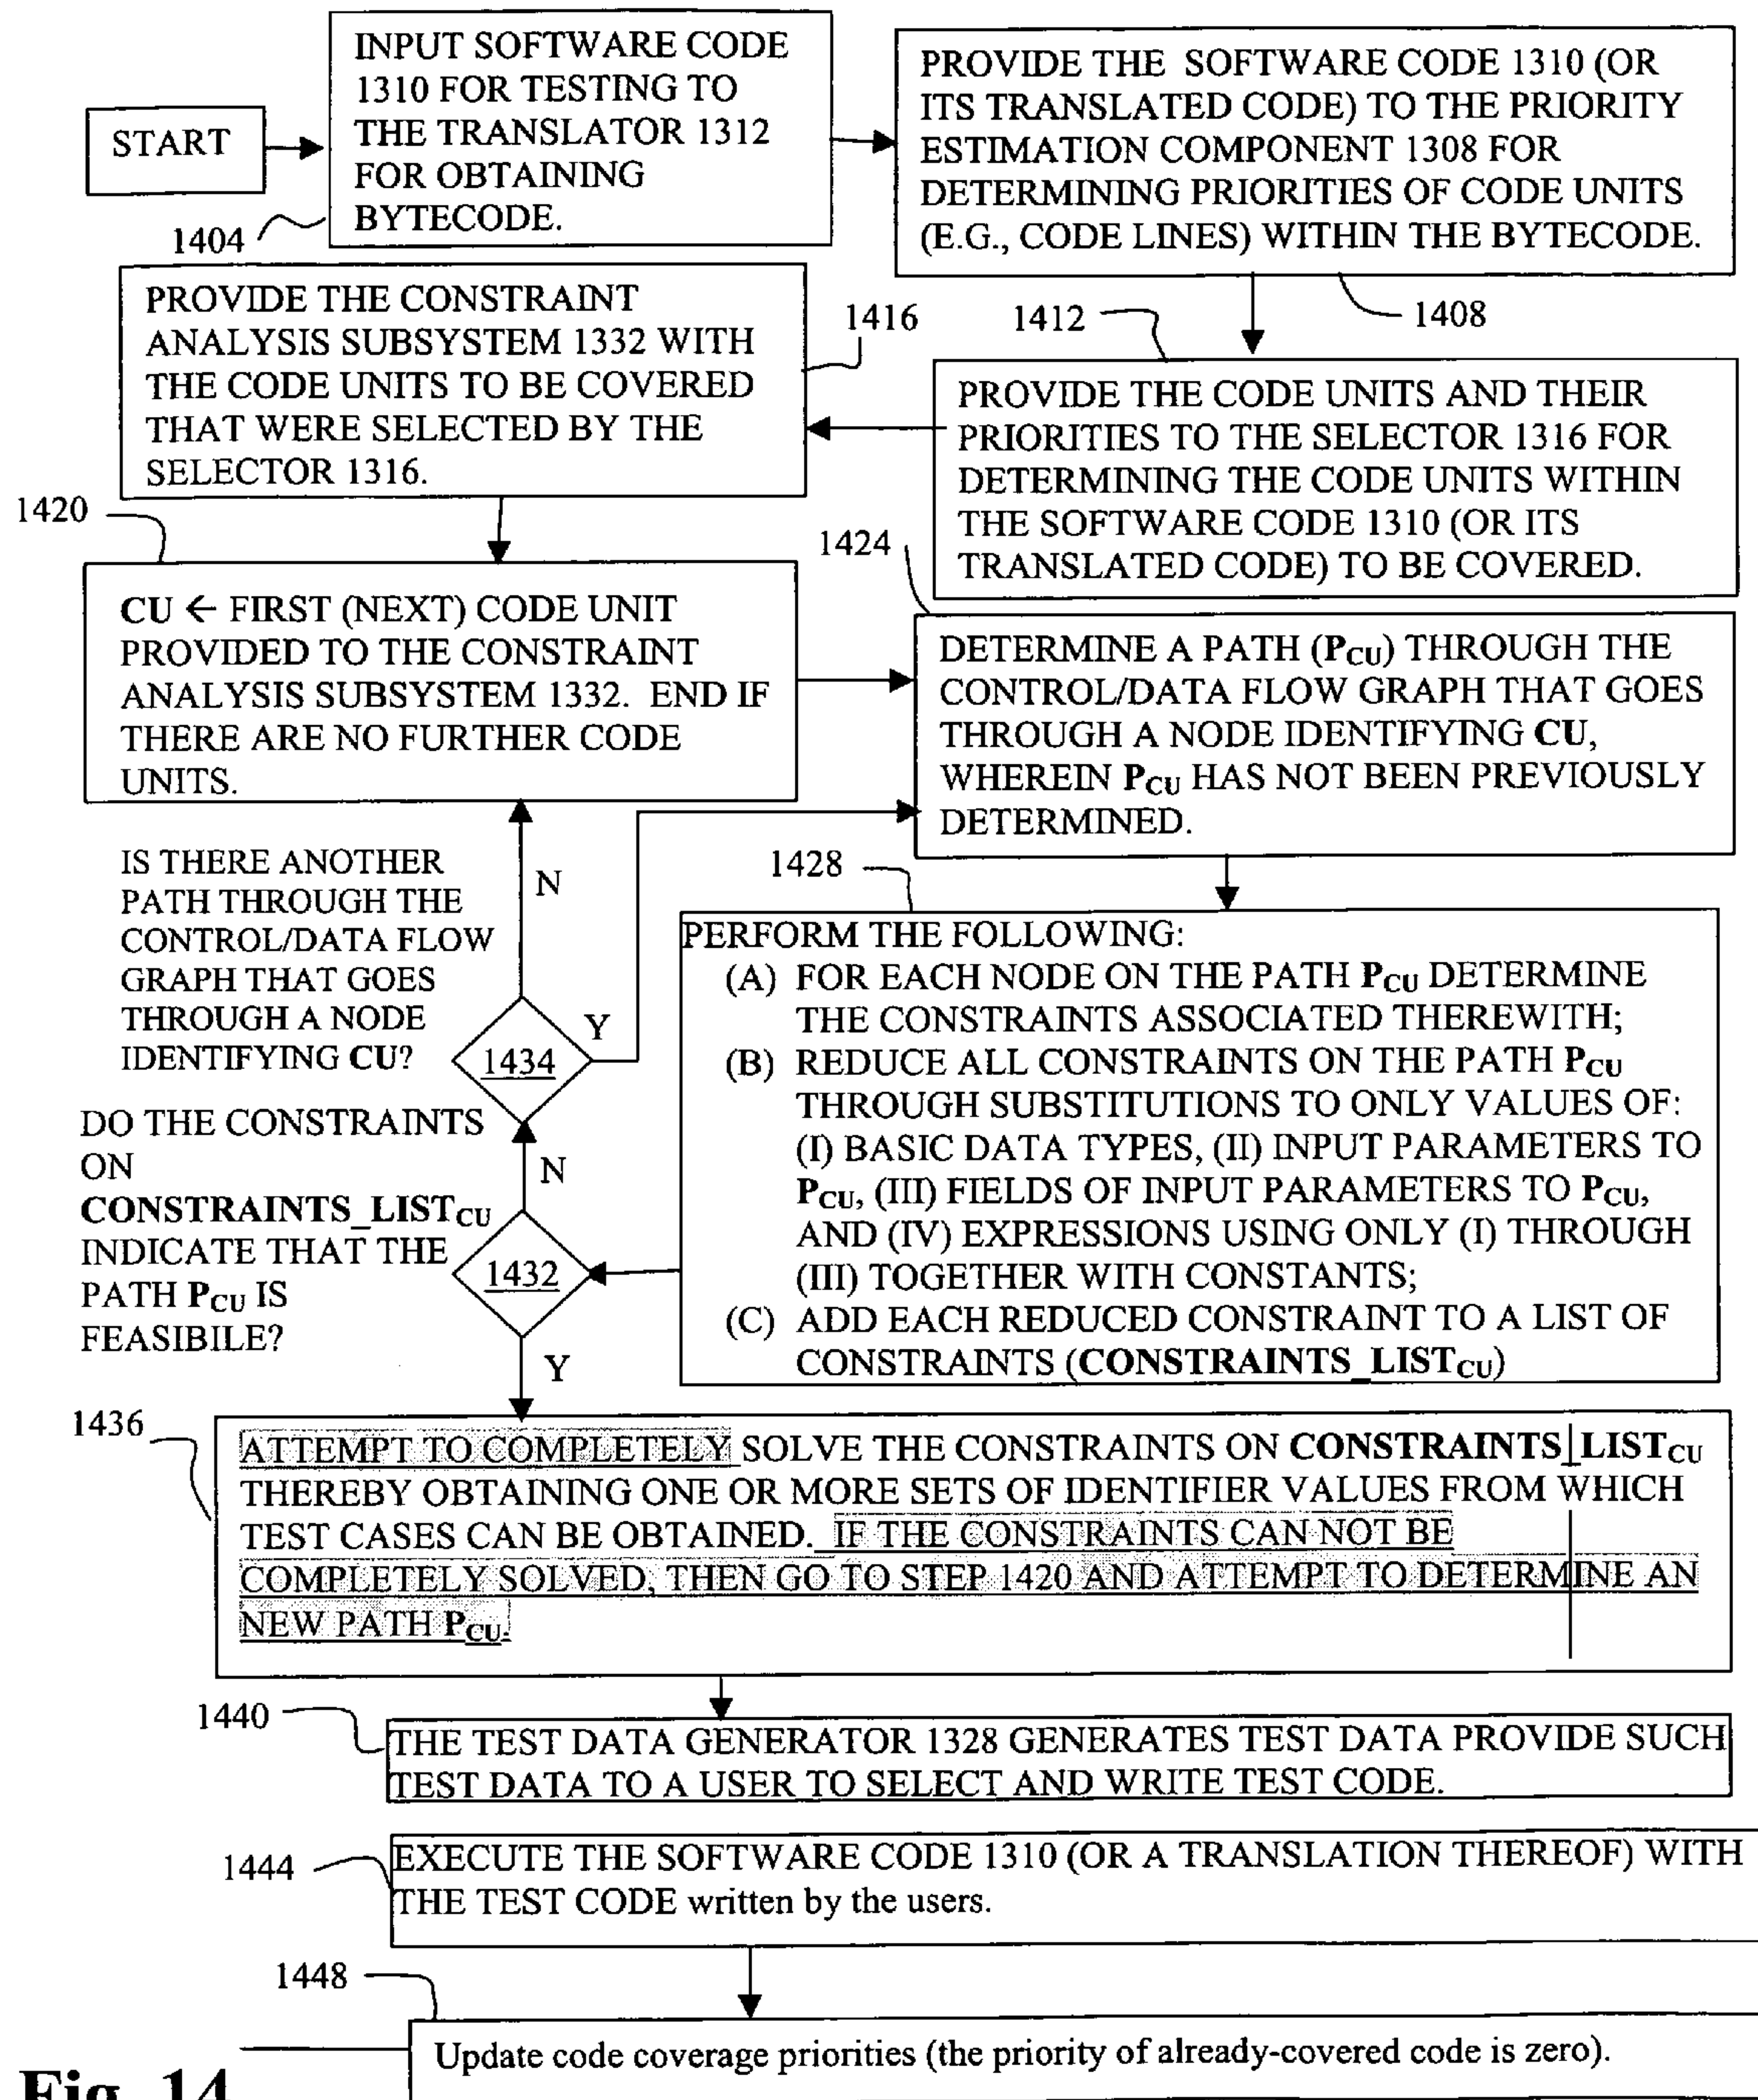 START
INPUT SOFTWARE CODE
1310 FOR TESTING TO
THE TRANSLATOR 1312
FOR OBTAINING
BYTECODE.
1404
PROVIDE THE SOFTWARE CODE 1310 (OR
ITS TRANSLATED CODE) TO THE PRIORITY
ESTIMATION COMPONENT 1308 FOR
DETERMINING PRIORITIES OF CODE UNITS
(E.G., CODE LINES) WITHIN THE BYTECODE.
1408
1412
PROVIDE THE CODE UNITS AND THEIR
PRIORITIES TO THE SELECTOR 1316 FOR
DETERMINING THE CODE UNITS WITHIN
THE SOFTWARE CODE 1310 (OR ITS
TRANSLATED CODE) TO BE COVERED.
1416
PROVIDE THE CONSTRAINT
ANALYSIS SUBSYSTEM 1332 WITH
THE CODE UNITS TO BE COVERED
THAT WERE SELECTED BY THE
SELECTOR 1316.
1420
CU ← FIRST (NEXT) CODE UNIT
PROVIDED TO THE CONSTRAINT
ANALYSIS SUBSYSTEM 1332. END IF
THERE ARE NO FURTHER CODE
UNITS.
1424
DETERMINE A PATH (PCU) THROUGH THE
CONTROL/DATA FLOW GRAPH THAT GOES
THROUGH A NODE IDENTIFYING CU,
WHEREIN PCU HAS NOT BEEN PREVIOUSLY
DETERMINED.
1428
PERFORM THE FOLLOWING:
(A) FOR EACH NODE ON THE PATH PCU DETERMINE
THE CONSTRAINTS ASSOCIATED THEREWITH;
(B) REDUCE ALL CONSTRAINTS ON THE PATH PCU
THROUGH SUBSTITUTIONS TO ONLY VALUES OF:
(I) BASIC DATA TYPES, (II) INPUT PARAMETERS TO
PCU, (III) FIELDS OF INPUT PARAMETERS TO PCU,
AND (IV) EXPRESSIONS USING ONLY (I) THROUGH
(III) TOGETHER WITH CONSTANTS;
(C) ADD EACH REDUCED CONSTRAINT TO A LIST OF
CONSTRAINTS (CONSTRAINTS_LISTCU)
IS THERE ANOTHER
PATH THROUGH THE
CONTROL/DATA FLOW
GRAPH THAT GOES
THROUGH A NODE
IDENTIFYING CU?
N
Y
1434
DO THE CONSTRAINTS
ON
CONSTRAINTS_LISTCU
INDICATE THAT THE
PATH PCU IS
FEASIBILE?
N
1432
Y
1436
ATTEMPT TO COMPLETELY SOLVE THE CONSTRAINTS ON CONSTRAINTS_LISTCU
THEREBY OBTAINING ONE OR MORE SETS OF IDENTIFIER VALUES FROM WHICH
TEST CASES CAN BE OBTAINED. IF THE CONSTRAINTS CAN NOT BE
COMPLETELY SOLVED, THEN GO TO STEP 1420 AND ATTEMPT TO DETERMINE AN
NEW PATH PCU.
1440
THE TEST DATA GENERATOR 1328 GENERATES TEST DATA PROVIDE SUCH
TEST DATA TO A USER TO SELECT AND WRITE TEST CODE.
1444
EXECUTE THE SOFTWARE CODE 1310 (OR A TRANSLATION THEREOF) WITH
THE TEST CODE written by the users.
1448
Update code coverage priorities (the priority of already-covered code is zero).
Fig. 14